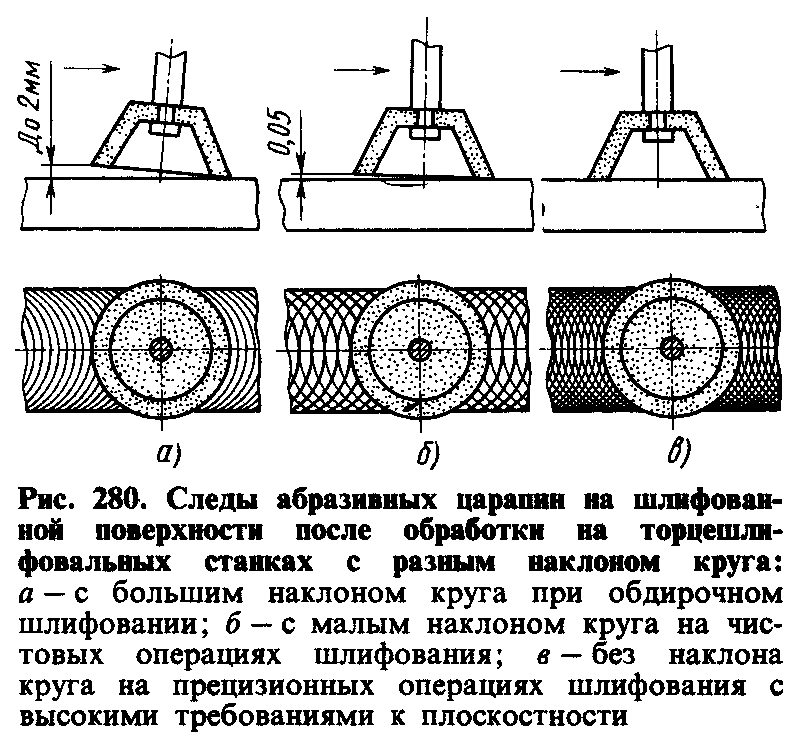 До 2мм
0,05
а)
б)
в)
Рис. 280. Следы абразивных царапин на шлифован-
ной поверхности после обработки на торцешли-
фовальных станках с разным наклоном круга:
а — с большим наклоном круга при обдирочном
шлифовании; б — с малым наклоном круга на чис-
товых операциях шлифования; в — без наклона
круга на прецизионных операциях шлифования с
высокими требованиями к плоскостности